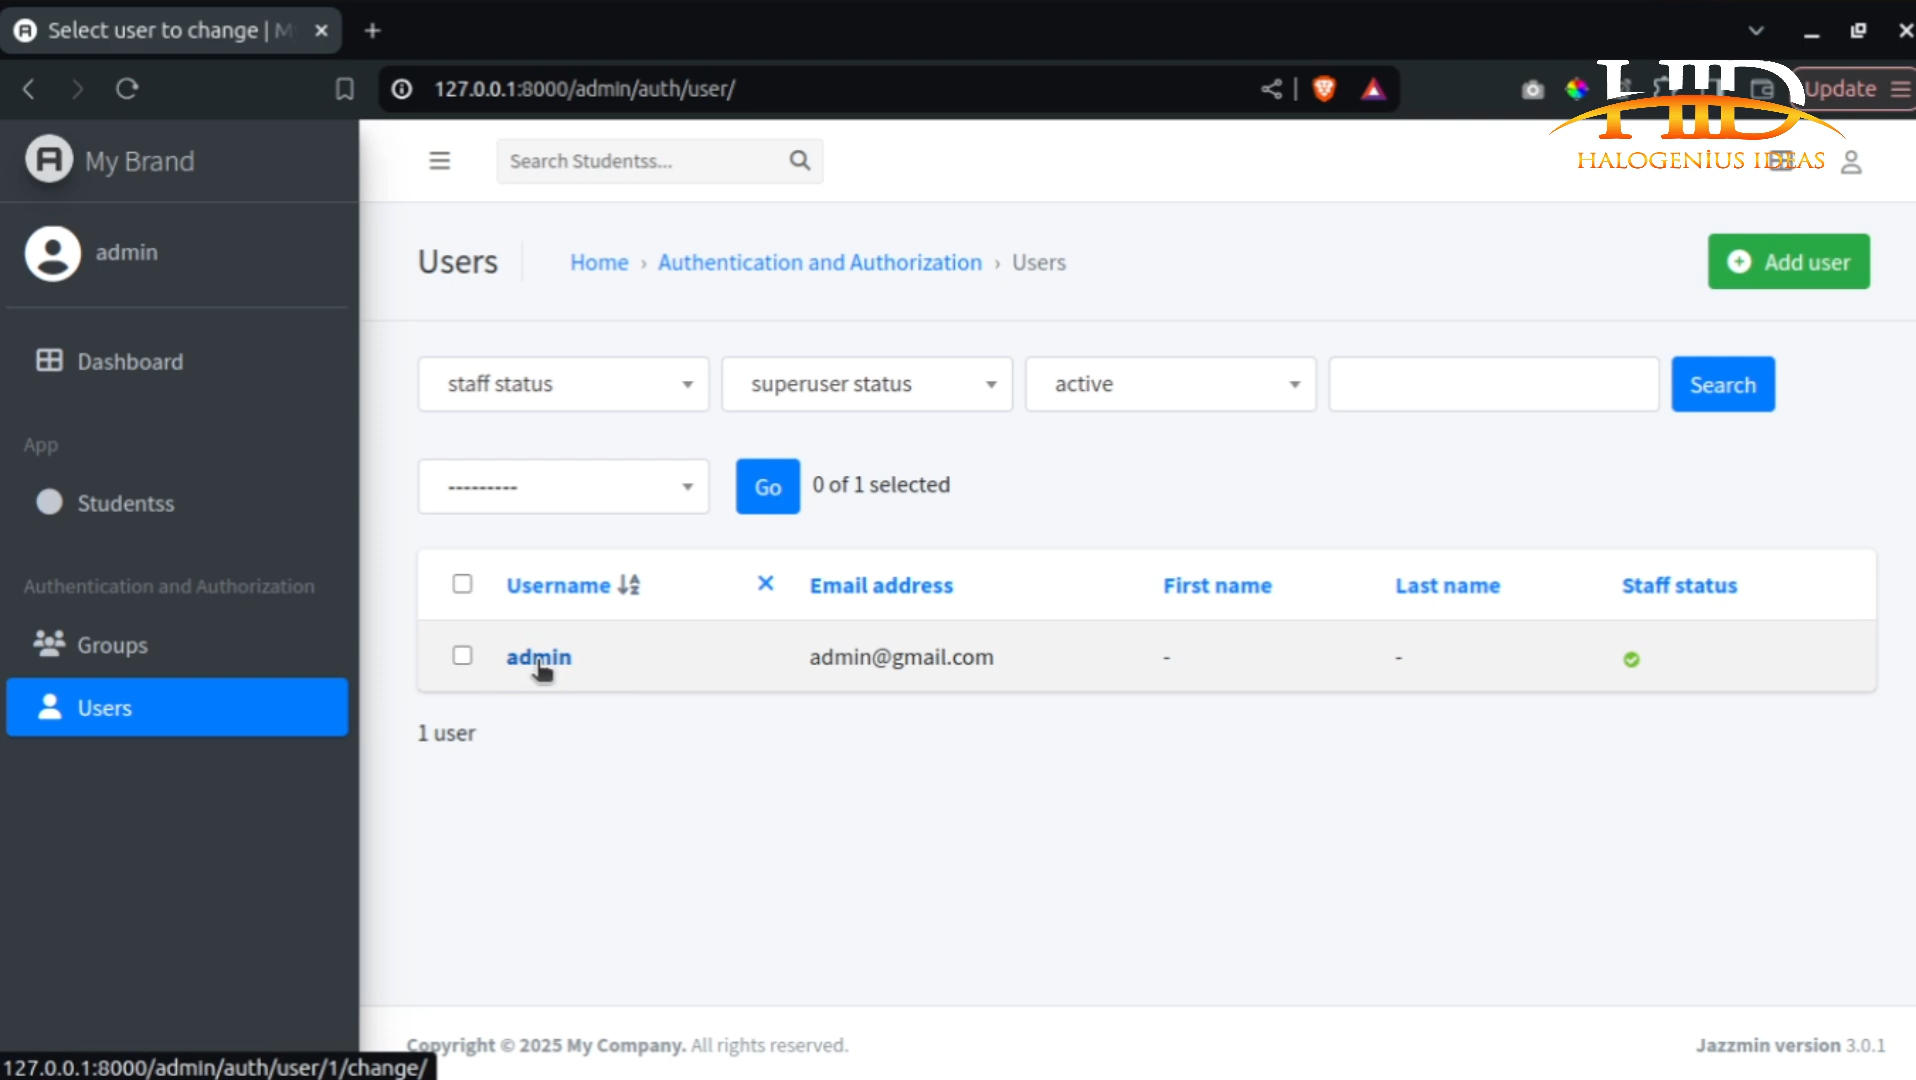 Select user to change | M
127.0.0.1:8000/admin/auth/user/
Update
HID
HALOGENIUS IDEAS
My Brand
Search Studentss...
admin
Users
Home › Authentication and Authorization › Users
Add user
Dashboard
staff status
superuser status
active
Search
App
Studentss
---------
Go
0 of 1 selected
Authentication and Authorization
Username
Email address
First name
Last name
Staff status
Groups
admin
admin@gmail.com
-
-
Users
1 user
Copyright © 2025 My Company. All rights reserved.
Jazzmin version 3.0.1
127.0.0.1:8000/admin/auth/user/1/change/